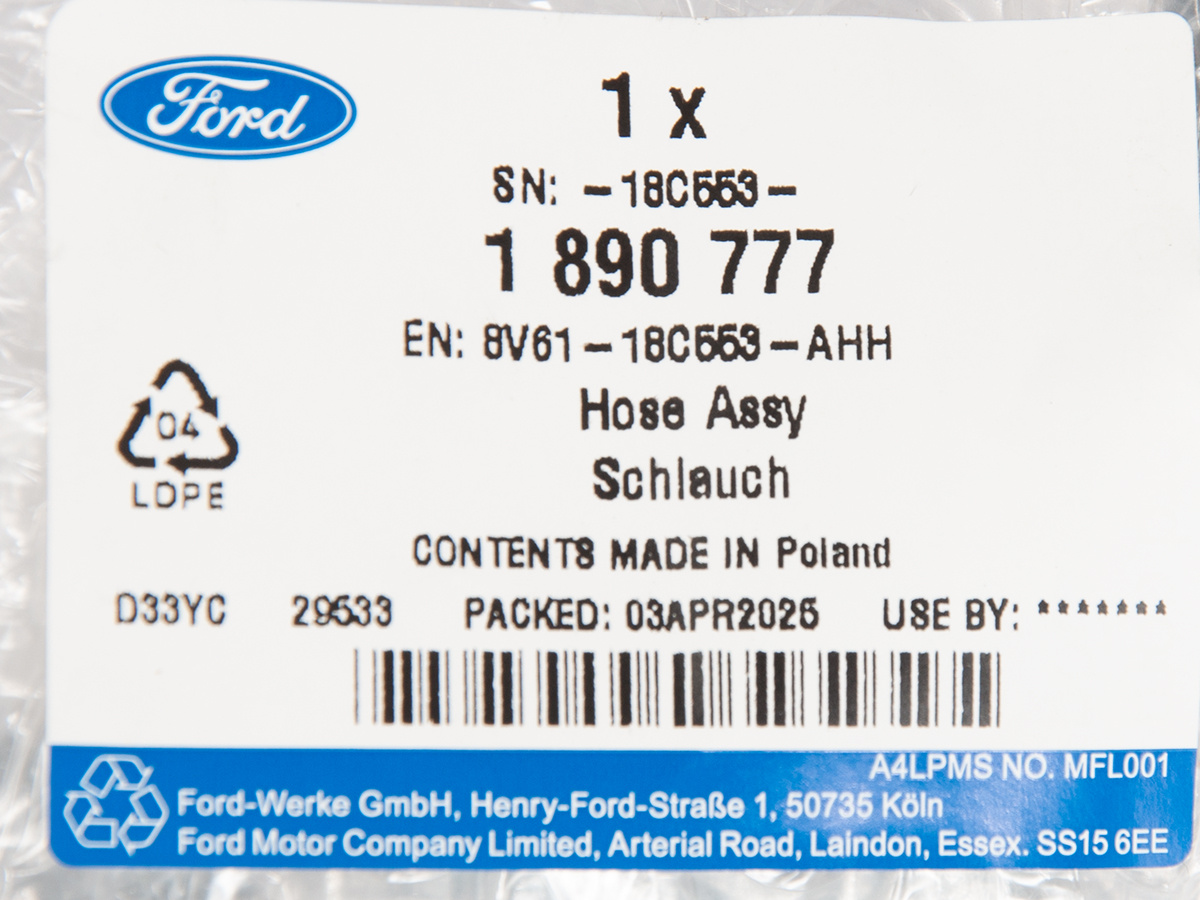 Ford
1 x
SN: -18C553-
1 890 777
EN: 8V61-18C553-AHH
Hose Assy
Schlauch
04
LDPE
CONTENTS MADE IN Poland
D33YC 29533 PACKED: 03APR2025 USE BY: *******
A4LPMS NO. MFL001
Ford-Werke GmbH, Henry-Ford-Straße 1, 50735 Köln
Ford Motor Company Limited, Arterial Road, Laindon, Essex. SS15 6EE